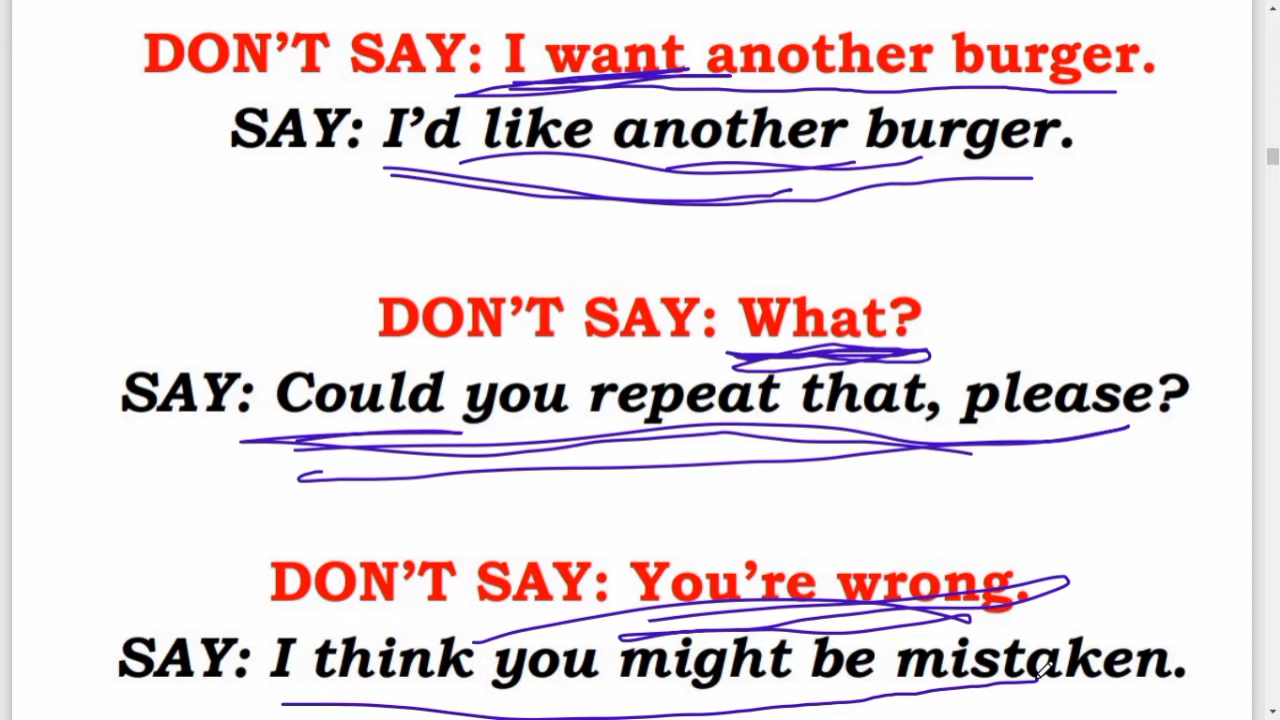 DON’T SAY: I want another burger.
SAY: I’d like another burger.
DON’T SAY: What?
SAY: Could you repeat that, please?
DON’T SAY: You’re wrong.
SAY: I think you might be mistaken.